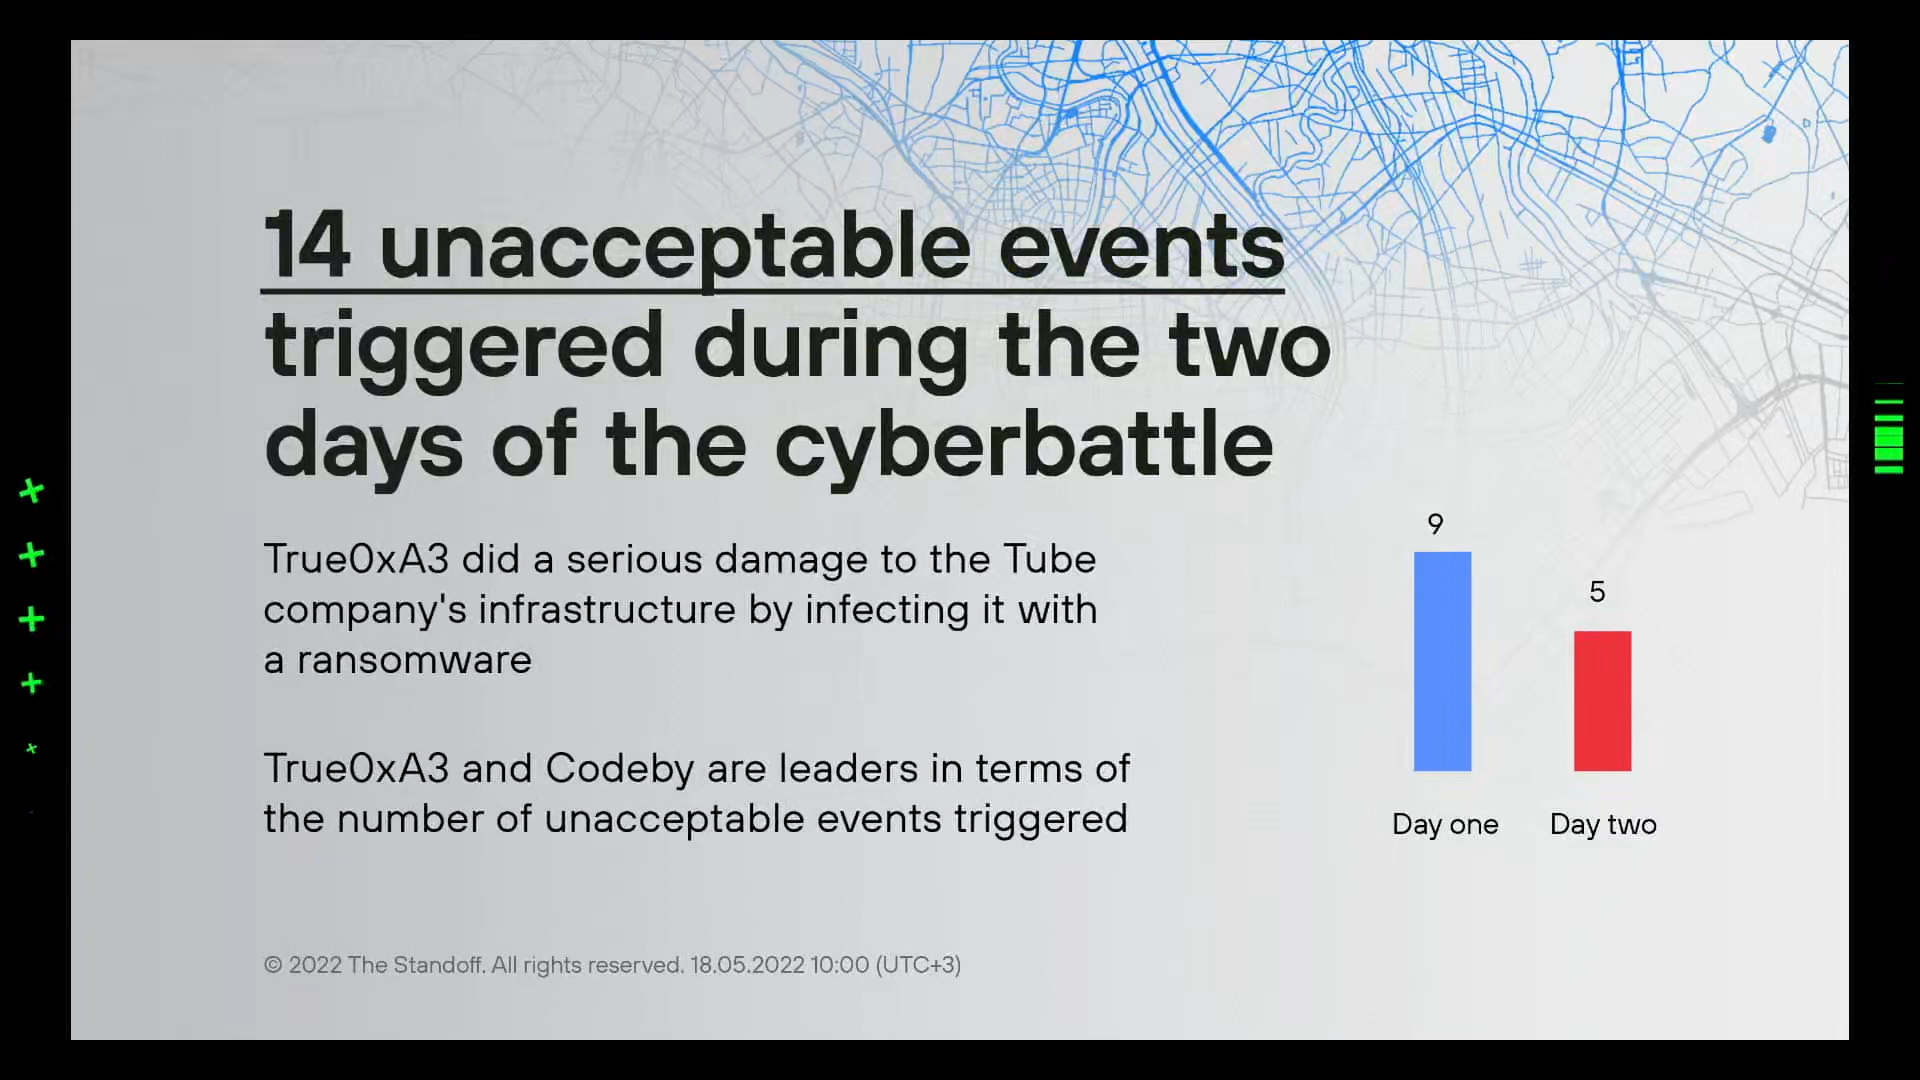 14 unacceptable events
triggered during the two
days of the cyberbattle
True0xA3 did a serious damage to the Tube
company's infrastructure by infecting it with
a ransomware
True0xA3 and Codeby are leaders in terms of
the number of unacceptable events triggered
9
5
Day one
Day two
© 2022 The Standoff. All rights reserved. 18.05.2022 10:00 (UTC+3)